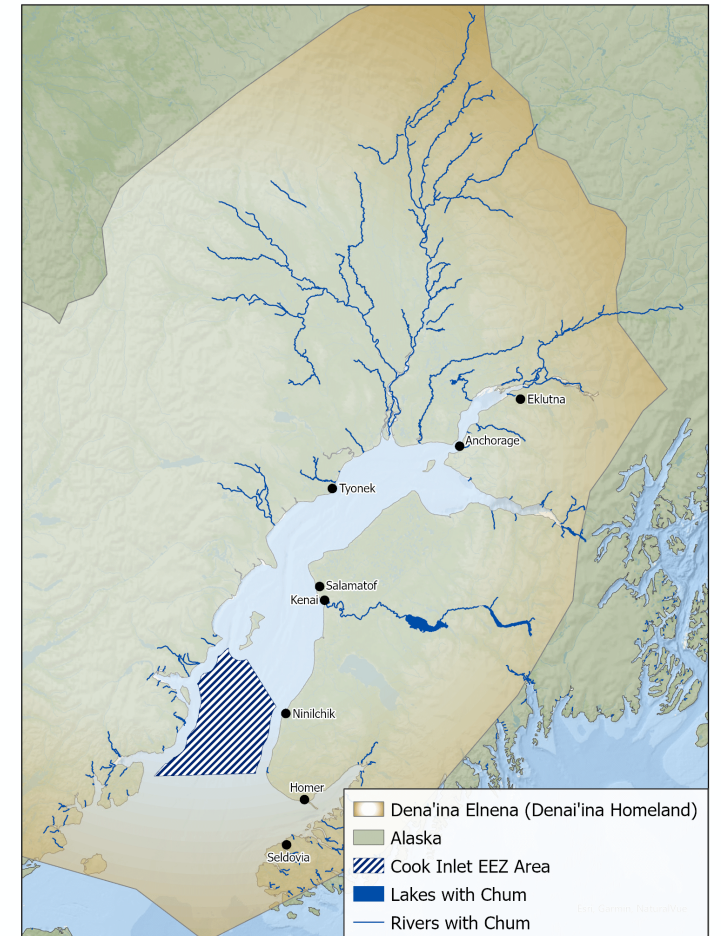 Eklutna
Anchorage
Tyonek
Salamatof
Kenai
Ninilchik
Homer
Seldovia
Dena'ina Elnena (Denai'ina Homeland)
Alaska
Cook Inlet EEZ Area
Lakes with Chum
Rivers with Chum